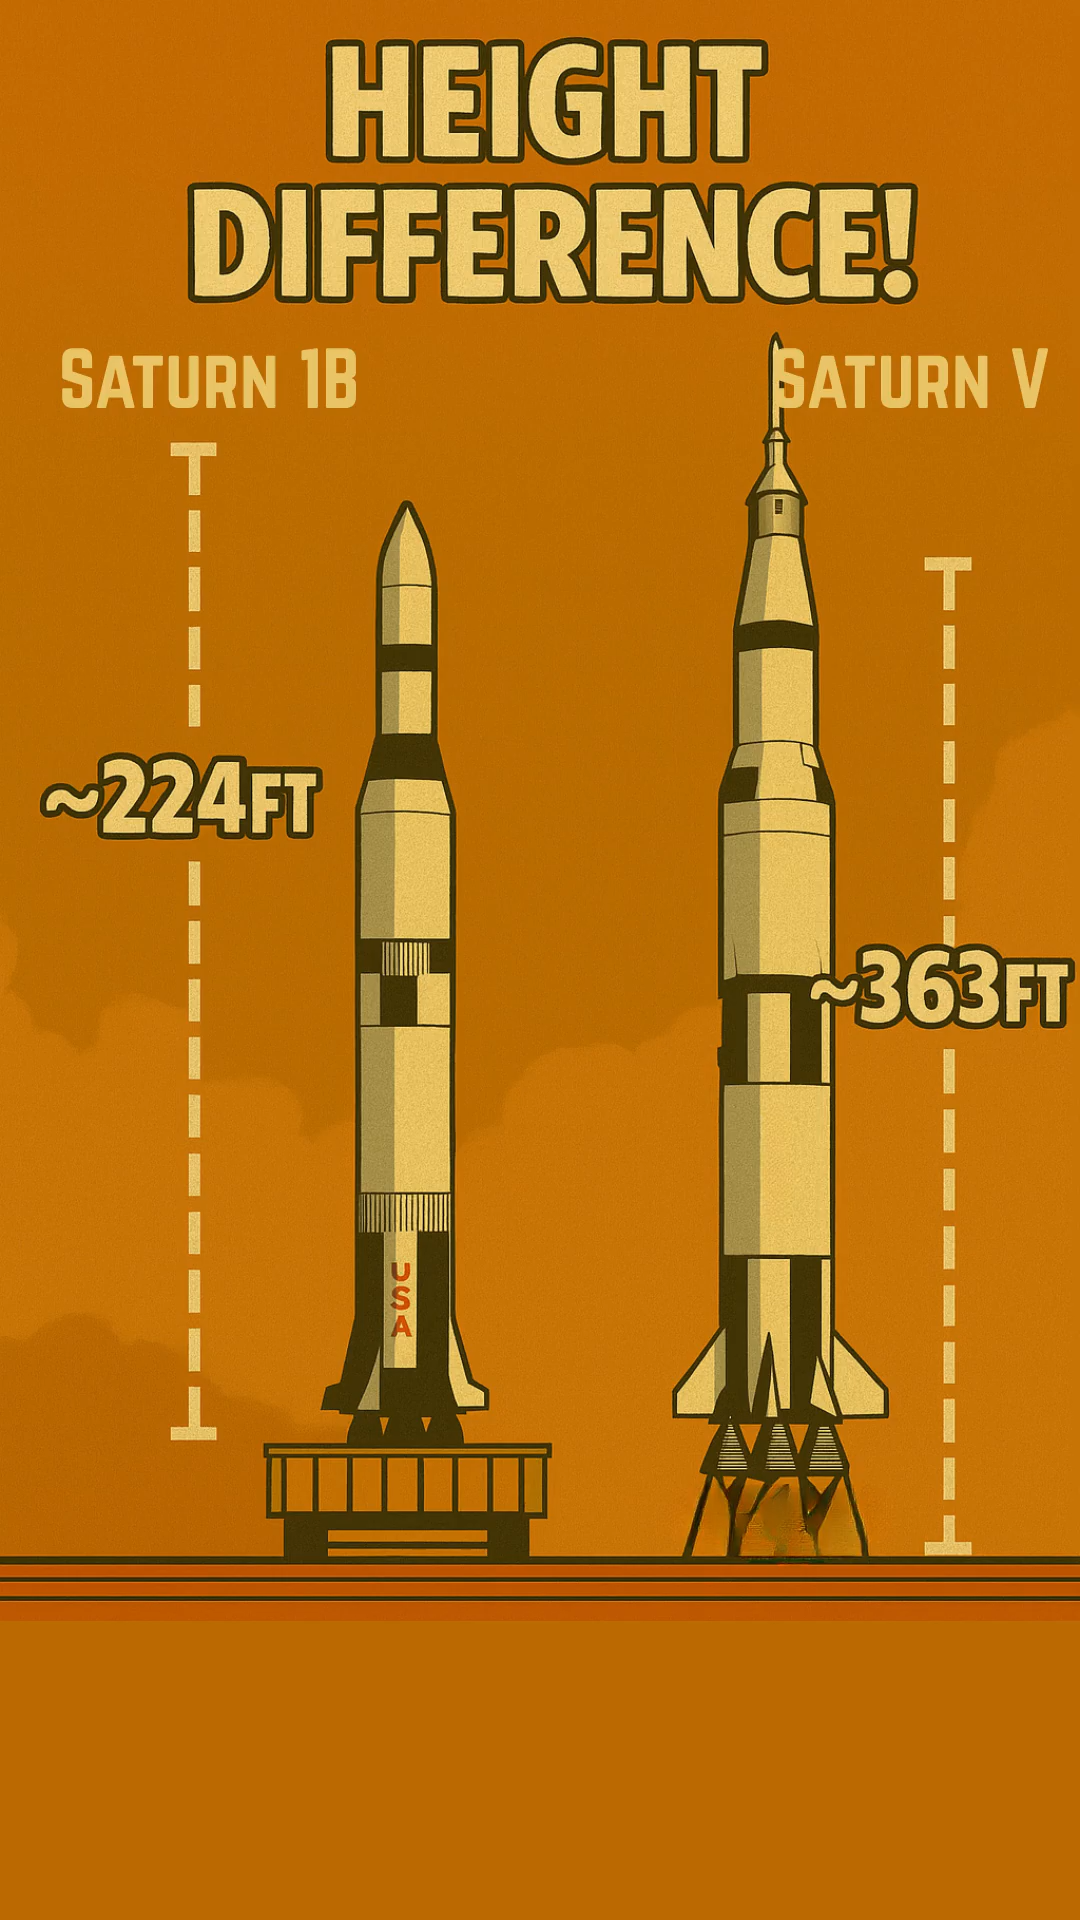 HEIGHT
DIFFERENCE!
SATURN 1B
SATURN V
~224FT
~363FT
USA